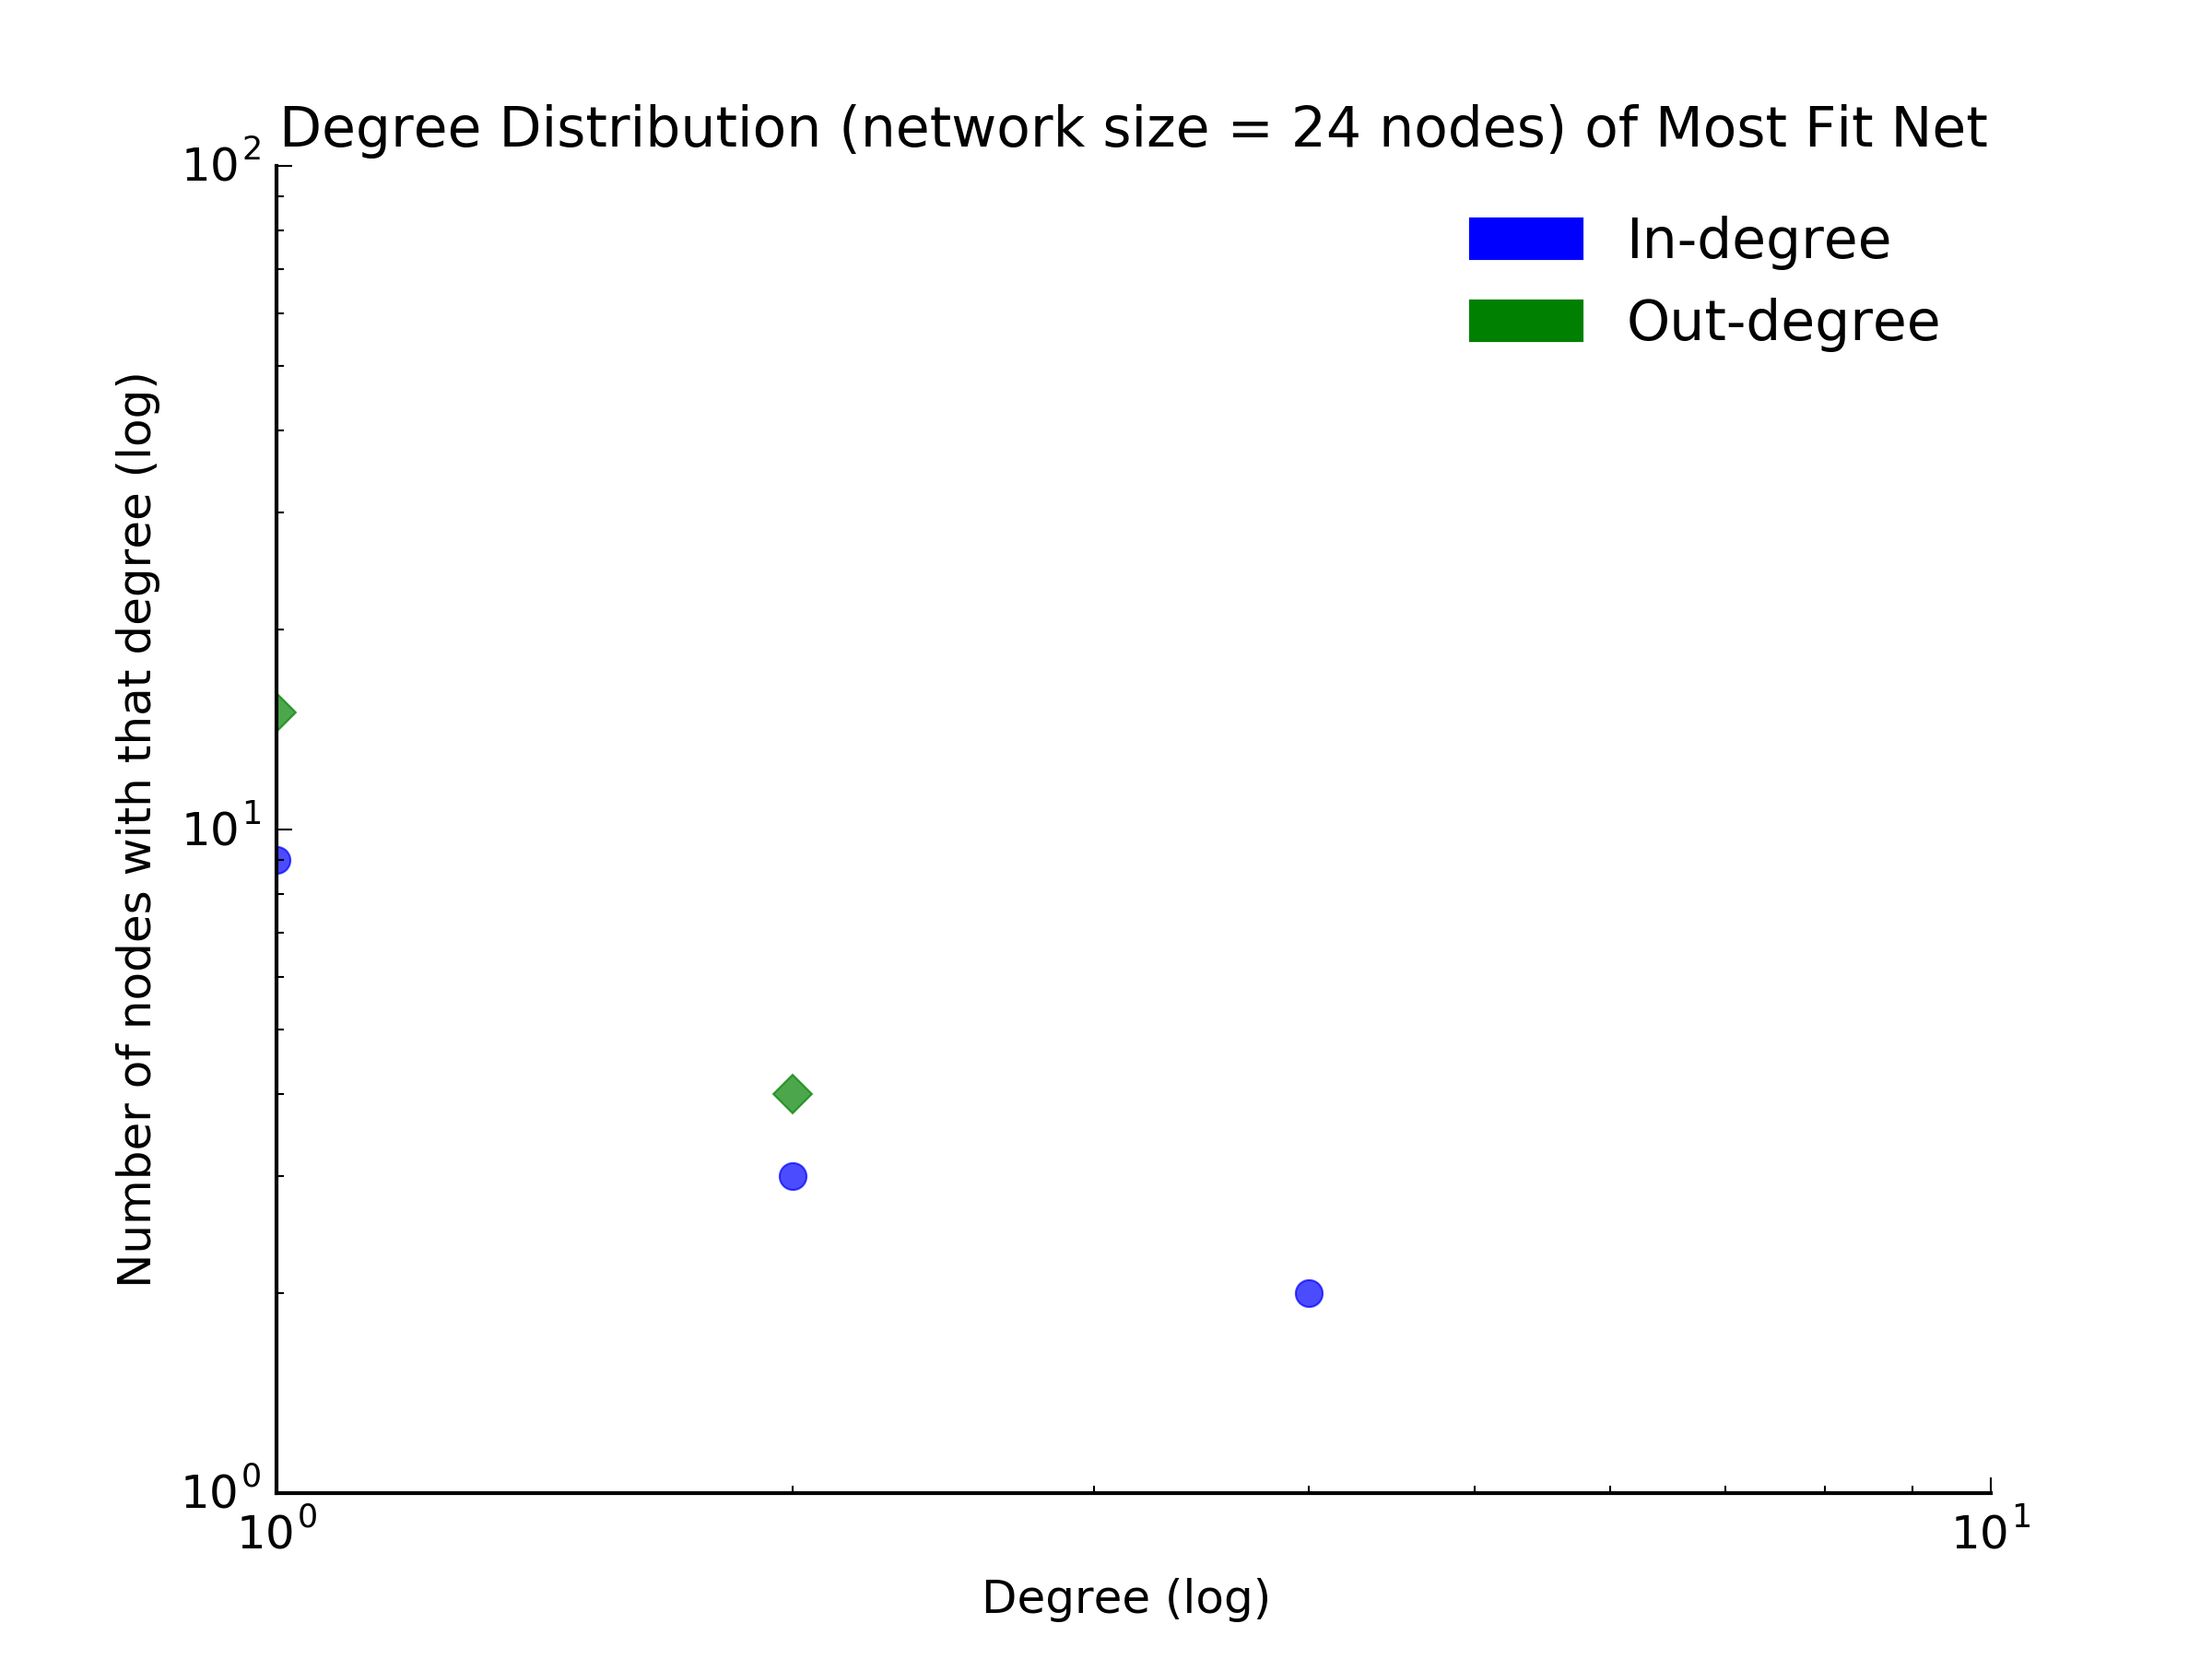 Degree Distribution (network size = 24 nodes) of Most Fit Net
10²
In-degree
Out-degree
Number of nodes with that degree (log)
10¹
10⁰
10⁰
10¹
Degree (log)